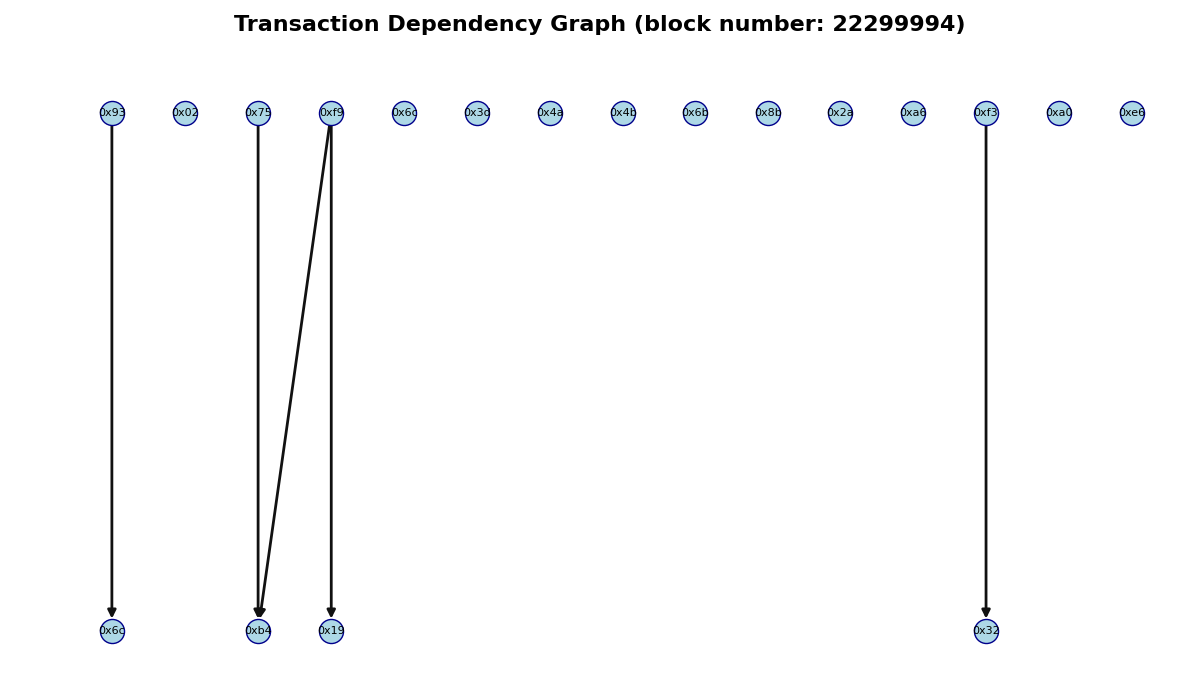 Transaction Dependency Graph (block number: 22299994)
0x93 0x02 0x75 0xf9 0x6c 0x3d 0x4a 0x4b 0x6b 0x8b 0x2a 0xa6 0xf3 0xa0 0xe6
0x6c 0xb4 0x19 0x32